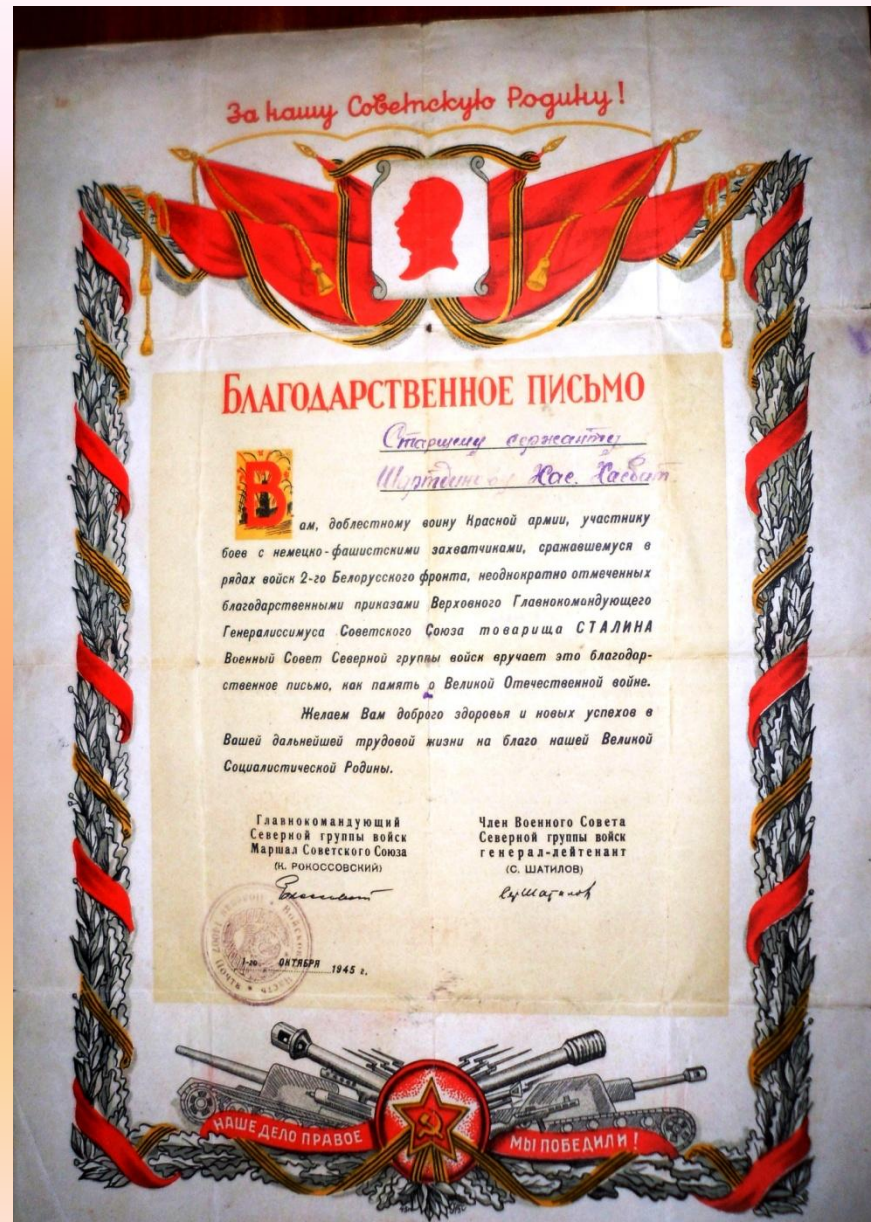 За нашу Советскую Родину!
БЛАГОДАРСТВЕННОЕ ПИСЬМО
Старшему сержанту
Хас.
Вам, доблестному воину Красной армии, участнику
боев с немецко-фашистскими захватчиками, сражавшемуся в
рядах войск 2-го Белорусского фронта, неоднократно отмеченных
благодарственными приказами Верховного Главнокомандующего
Генералиссимуса Советского Союза товарища СТАЛИНА
Военный Совет Северной группы войск вручает это благодар-
ственное письмо, как память о Великой Отечественной войне.
Желаем Вам доброго здоровья и новых успехов в
Вашей дальнейшей трудовой жизни на благо нашей Великой
Социалистической Родины.
Главнокомандующий
Северной группы войск
Маршал Советского Союза
(К. РОКОССОВСКИЙ)
Член Военного Совета
Северной группы войск
генерал-лейтенант
(С. ШАТИЛОВ)
1-го ОКТЯБРЯ 1945 г.
НАШЕ ДЕЛО ПРАВОЕ
МЫ ПОБЕДИЛИ!